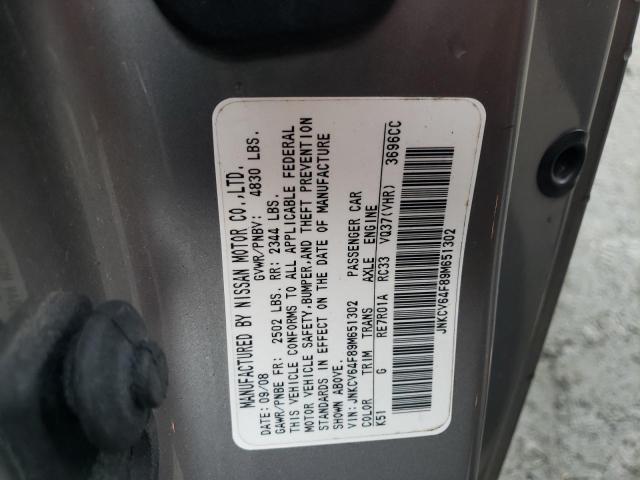 MANUFACTURED BY NISSAN MOTOR CO.,LTD.
DATE: 09/08 GVWR/PNBV: 4830 LBS.
GAWR/PNBE FR: 2502 LBS. RR: 2344 LBS.
THIS VEHICLE CONFORMS TO ALL APPLICABLE FEDERAL
MOTOR VEHICLE SAFETY,BUMPER,AND THEFT PREVENTION
STANDARDS IN EFFECT ON THE DATE OF MANUFACTURE
SHOWN ABOVE.
VIN: JNKCV64F89M651302 PASSENGER CAR
COLOR TRIM TRANS AXLE ENGINE
K51 G RE7R01A RC33 VQ37(VHR) 3696CC
JNKCV64F89M651302